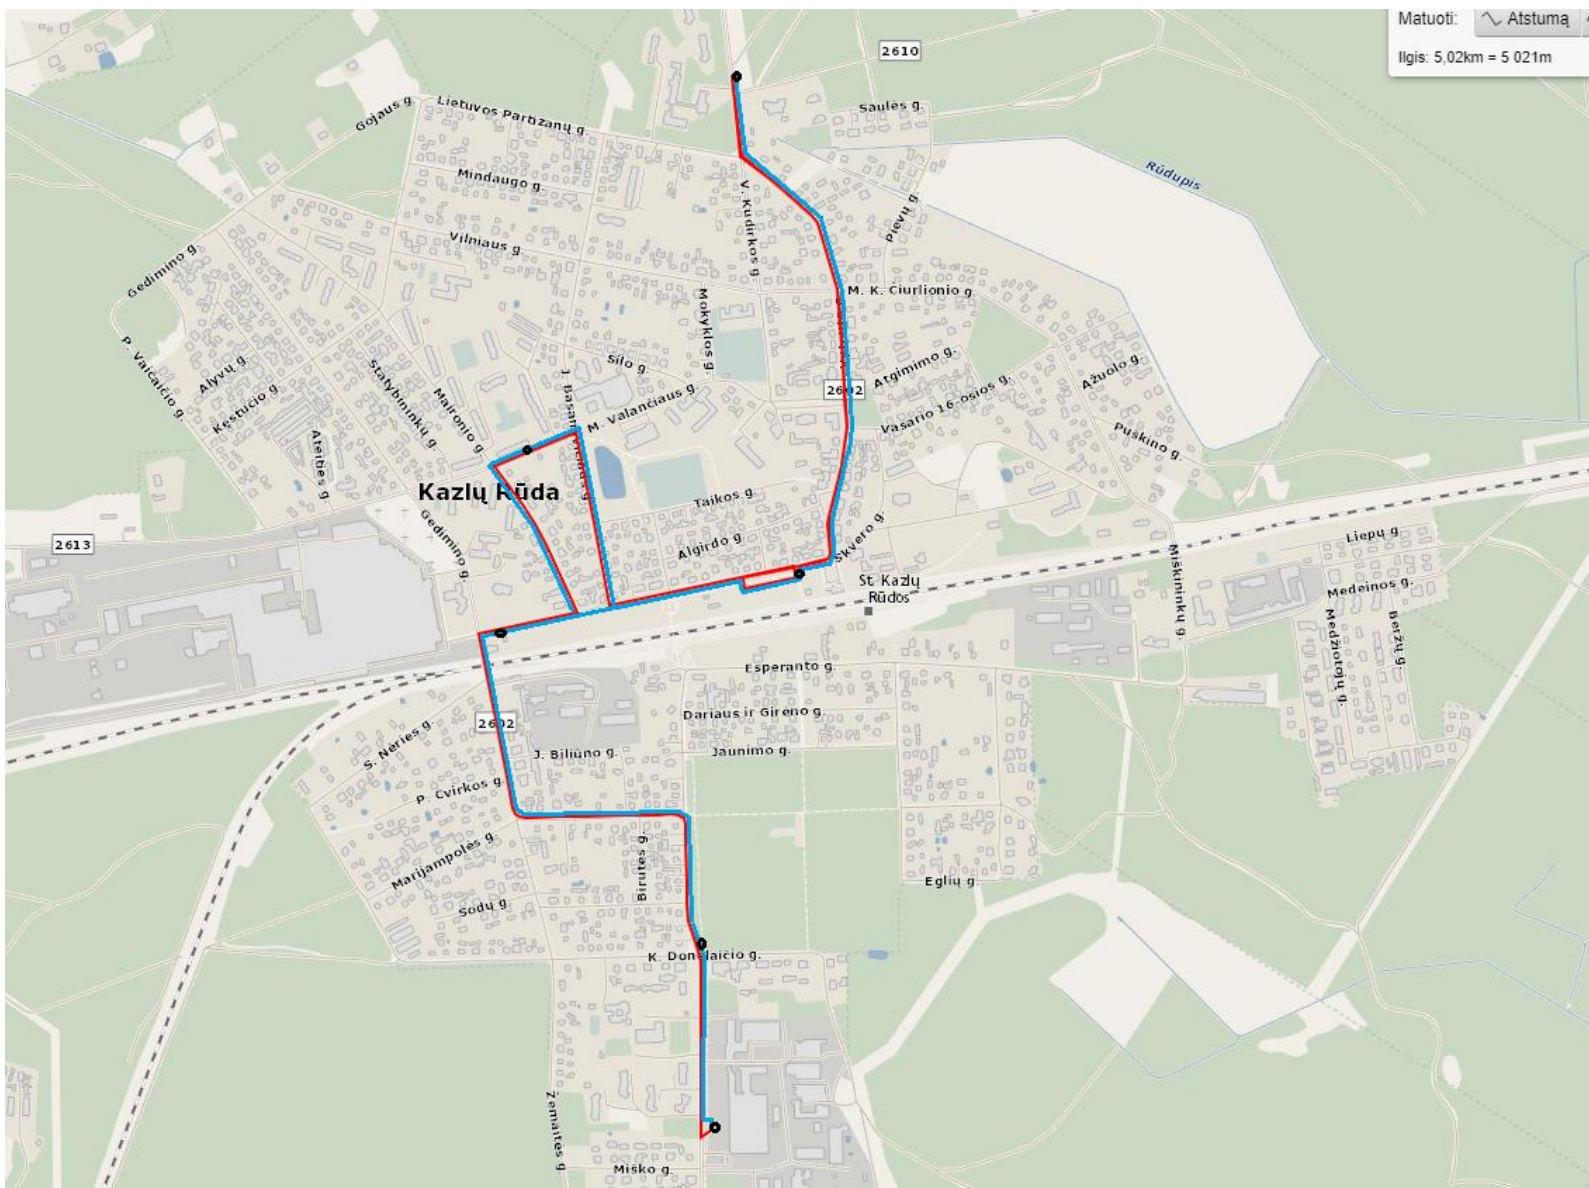 Matuoti:
Atstumą
Ilgis: 5,02km = 5 021m
2610
Saulės g.
Gojaus g.
Lietuvos Partizanų g.
Mindaugo g.
Rūdupis
V. Kudirkos g.
Pievų g.
Vilniaus g.
Gedimino g.
M. K. Čiurlionio g.
Mokyklos g.
P. Vaičaičio g.
Šilo g.
Atgimimo g.
Ąžuolo g.
Alyvų g.
Statybininkų g.
Maironio g.
M. Valančiaus g.
2602
Vasario 16-osios g.
Kęstučio g.
Puškino g.
Ateities g.
Kazlų Rūda
Taikos g.
Gedimino g.
Algirdo g.
Skvero g.
2613
Liepų g.
St. Kazlų
Rūdos
Miškininkų g.
Medeinos g.
Medžiotojų g.
Beržų g.
Esperanto g.
Dariaus ir Girėno g.
2602
S. Nėries g.
J. Biliūno g.
Jaunimo g.
P. Cvirkos g.
Marijampolės g.
Birutės g.
Eglių g.
Sodų g.
K. Donelaičio g.
Žemaitės g.
Miško g.